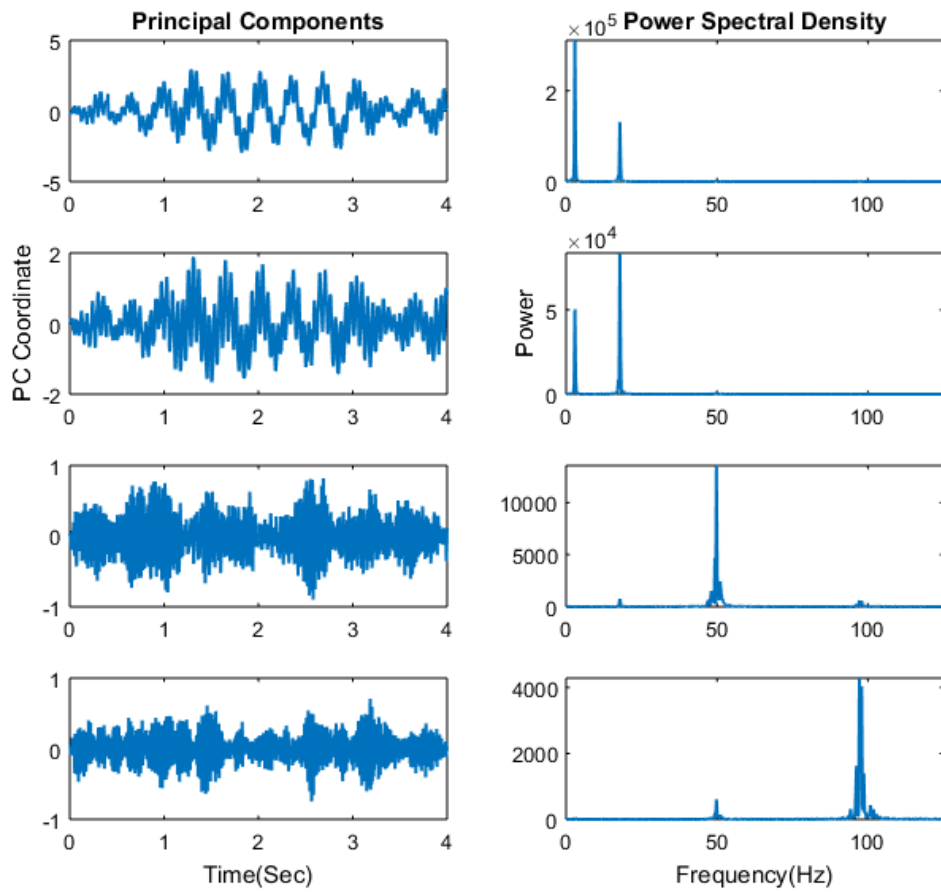 Principal Components
5
0
-5
0 1 2 3 4
PC Coordinate
2
0
-2
0 1 2 3 4
1
0
-1
0 1 2 3 4
1
0
-1
0 1 2 3 4
Time(Sec)
×10⁵ Power Spectral Density
2
0
0 50 100
Power
×10⁴
5
0
0 50 100
10000
5000
0
0 50 100
4000
2000
0
0 50 100
Frequency(Hz)